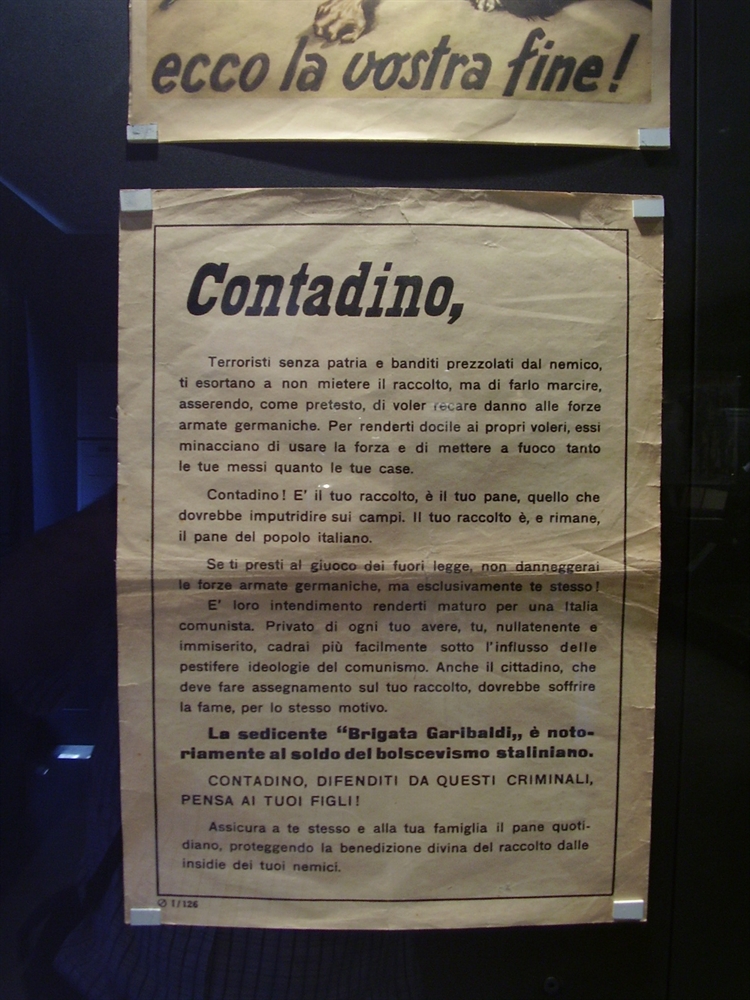 ecco la vostra fine!
Contadino,
Terroristi senza patria e banditi prezzolati dal nemico,
ti esortano a non mietere il raccolto, ma di farlo marcire,
asserendo, come pretesto, di voler recare danno alle forze
armate germaniche. Per renderti docile ai propri voleri, essi
minacciano di usare la forza e di mettere a fuoco tanto
le tue messi quanto le tue case.
Contadino! E' il tuo raccolto, è il tuo pane, quello che
dovrebbe imputridire sui campi. Il tuo raccolto è, e rimane,
il pane del popolo italiano.
Se ti presti al giuoco dei fuori legge, non danneggerai
le forze armate germaniche, ma esclusivamente te stesso!
E' loro intendimento renderti maturo per una Italia
comunista. Privato di ogni tuo avere, tu, nullatenente e
immiserito, cadrai più facilmente sotto l'influsso delle
pestifere ideologie del comunismo. Anche il cittadino, che
deve fare assegnamento sul tuo raccolto, dovrebbe soffrire
la fame, per lo stesso motivo.
La sedicente "Brigata Garibaldi„ è noto-
riamente al soldo del bolscevismo staliniano.
CONTADINO, DIFENDITI DA QUESTI CRIMINALI,
PENSA AI TUOI FIGLI!
Assicura a te stesso e alla tua famiglia il pane quoti-
diano, proteggendo la benedizione divina del raccolto dalle
insidie dei tuoi nemici.
∅ I/126